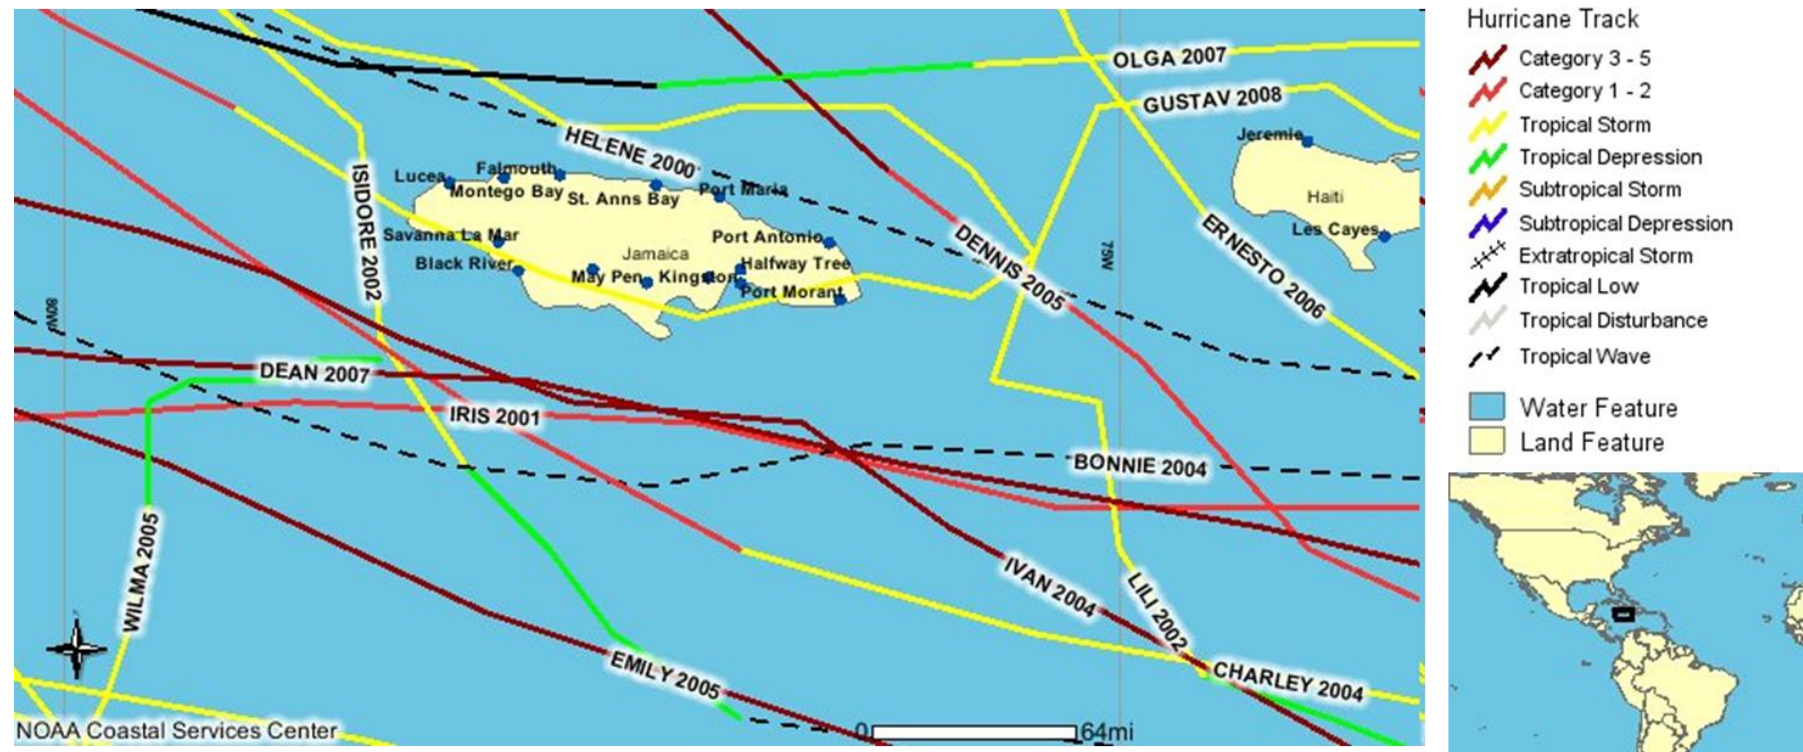 Hurricane Track
Category 3 - 5
Category 1 - 2
Tropical Storm
Tropical Depression
Subtropical Storm
Subtropical Depression
Extratropical Storm
Tropical Low
Tropical Disturbance
Tropical Wave
Water Feature
Land Feature
OLGA 2007
GUSTAV 2008
HELENE 2000
Jeremie
Lucea
Falmouth
Montego Bay
St. Anns Bay
Port Maria
Haiti
ISIDORE 2002
Savanna La Mar
Port Antonio
Les Cayes
Jamaica
Black River
May Pen
Kingston
Halfway Tree
Port Morant
DENNIS 2005
75W
ERNESTO 2006
80W
DEAN 2007
IRIS 2001
BONNIE 2004
WILMA 2005
IVAN 2004
LILI 2002
EMILY 2005
CHARLEY 2004
NOAA Coastal Services Center
0 64mi